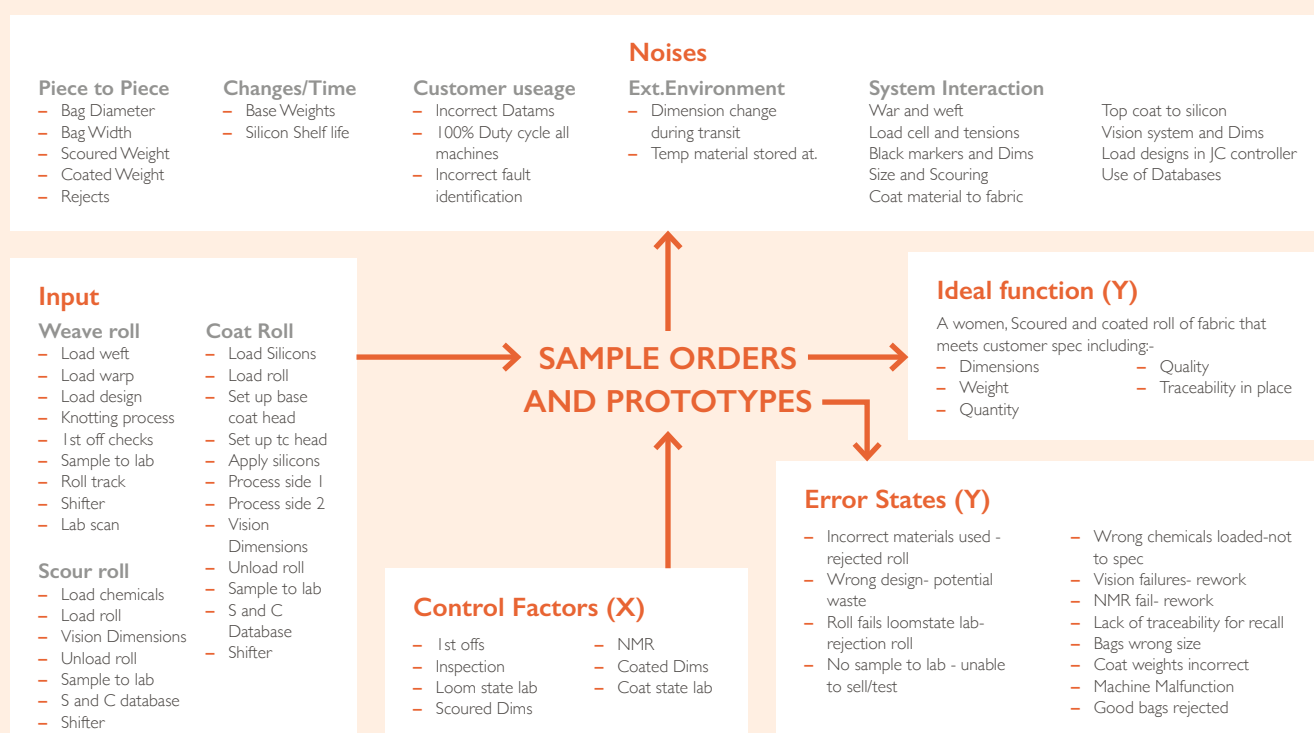 Noises
Piece to Piece
– Bag Diameter
– Bag Width
– Scoured Weight
– Coated Weight
– Rejects
Changes/Time
– Base Weights
– Silicon Shelf life
Customer useage
– Incorrect Datams
– 100% Duty cycle all
machines
– Incorrect fault
identification
Ext.Environment
– Dimension change
during transit
– Temp material stored at.
System Interaction
War and weft
Load cell and tensions
Black markers and Dims
Size and Scouring
Coat material to fabric
Top coat to silicon
Vision system and Dims
Load designs in JC controller
Use of Databases
Input
Weave roll
– Load weft
– Load warp
– Load design
– Knotting process
– 1st off checks
– Sample to lab
– Roll track
– Shifter
– Lab scan
Scour roll
– Load chemicals
– Load roll
– Vision Dimensions
– Unload roll
– Sample to lab
– S and C database
– Shifter
Coat Roll
– Load Silicons
– Load roll
– Set up base
coat head
– Set up tc head
– Apply silicons
– Process side 1
– Process side 2
– Vision
Dimensions
– Unload roll
– Sample to lab
– S and C
Database
– Shifter
SAMPLE ORDERS
AND PROTOTYPES
Ideal function (Y)
A women, Scoured and coated roll of fabric that
meets customer spec including:-
– Dimensions
– Weight
– Quantity
– Quality
– Traceability in place
Control Factors (X)
– 1st offs
– Inspection
– Loom state lab
– Scoured Dims
– NMR
– Coated Dims
– Coat state lab
Error States (Y)
– Incorrect materials used -
rejected roll
– Wrong design- potential
waste
– Roll fails loomstate lab-
rejection roll
– No sample to lab - unable
to sell/test
– Wrong chemicals loaded-not
to spec
– Vision failures- rework
– NMR fail- rework
– Lack of traceability for recall
– Bags wrong size
– Coat weights incorrect
– Machine Malfunction
– Good bags rejected